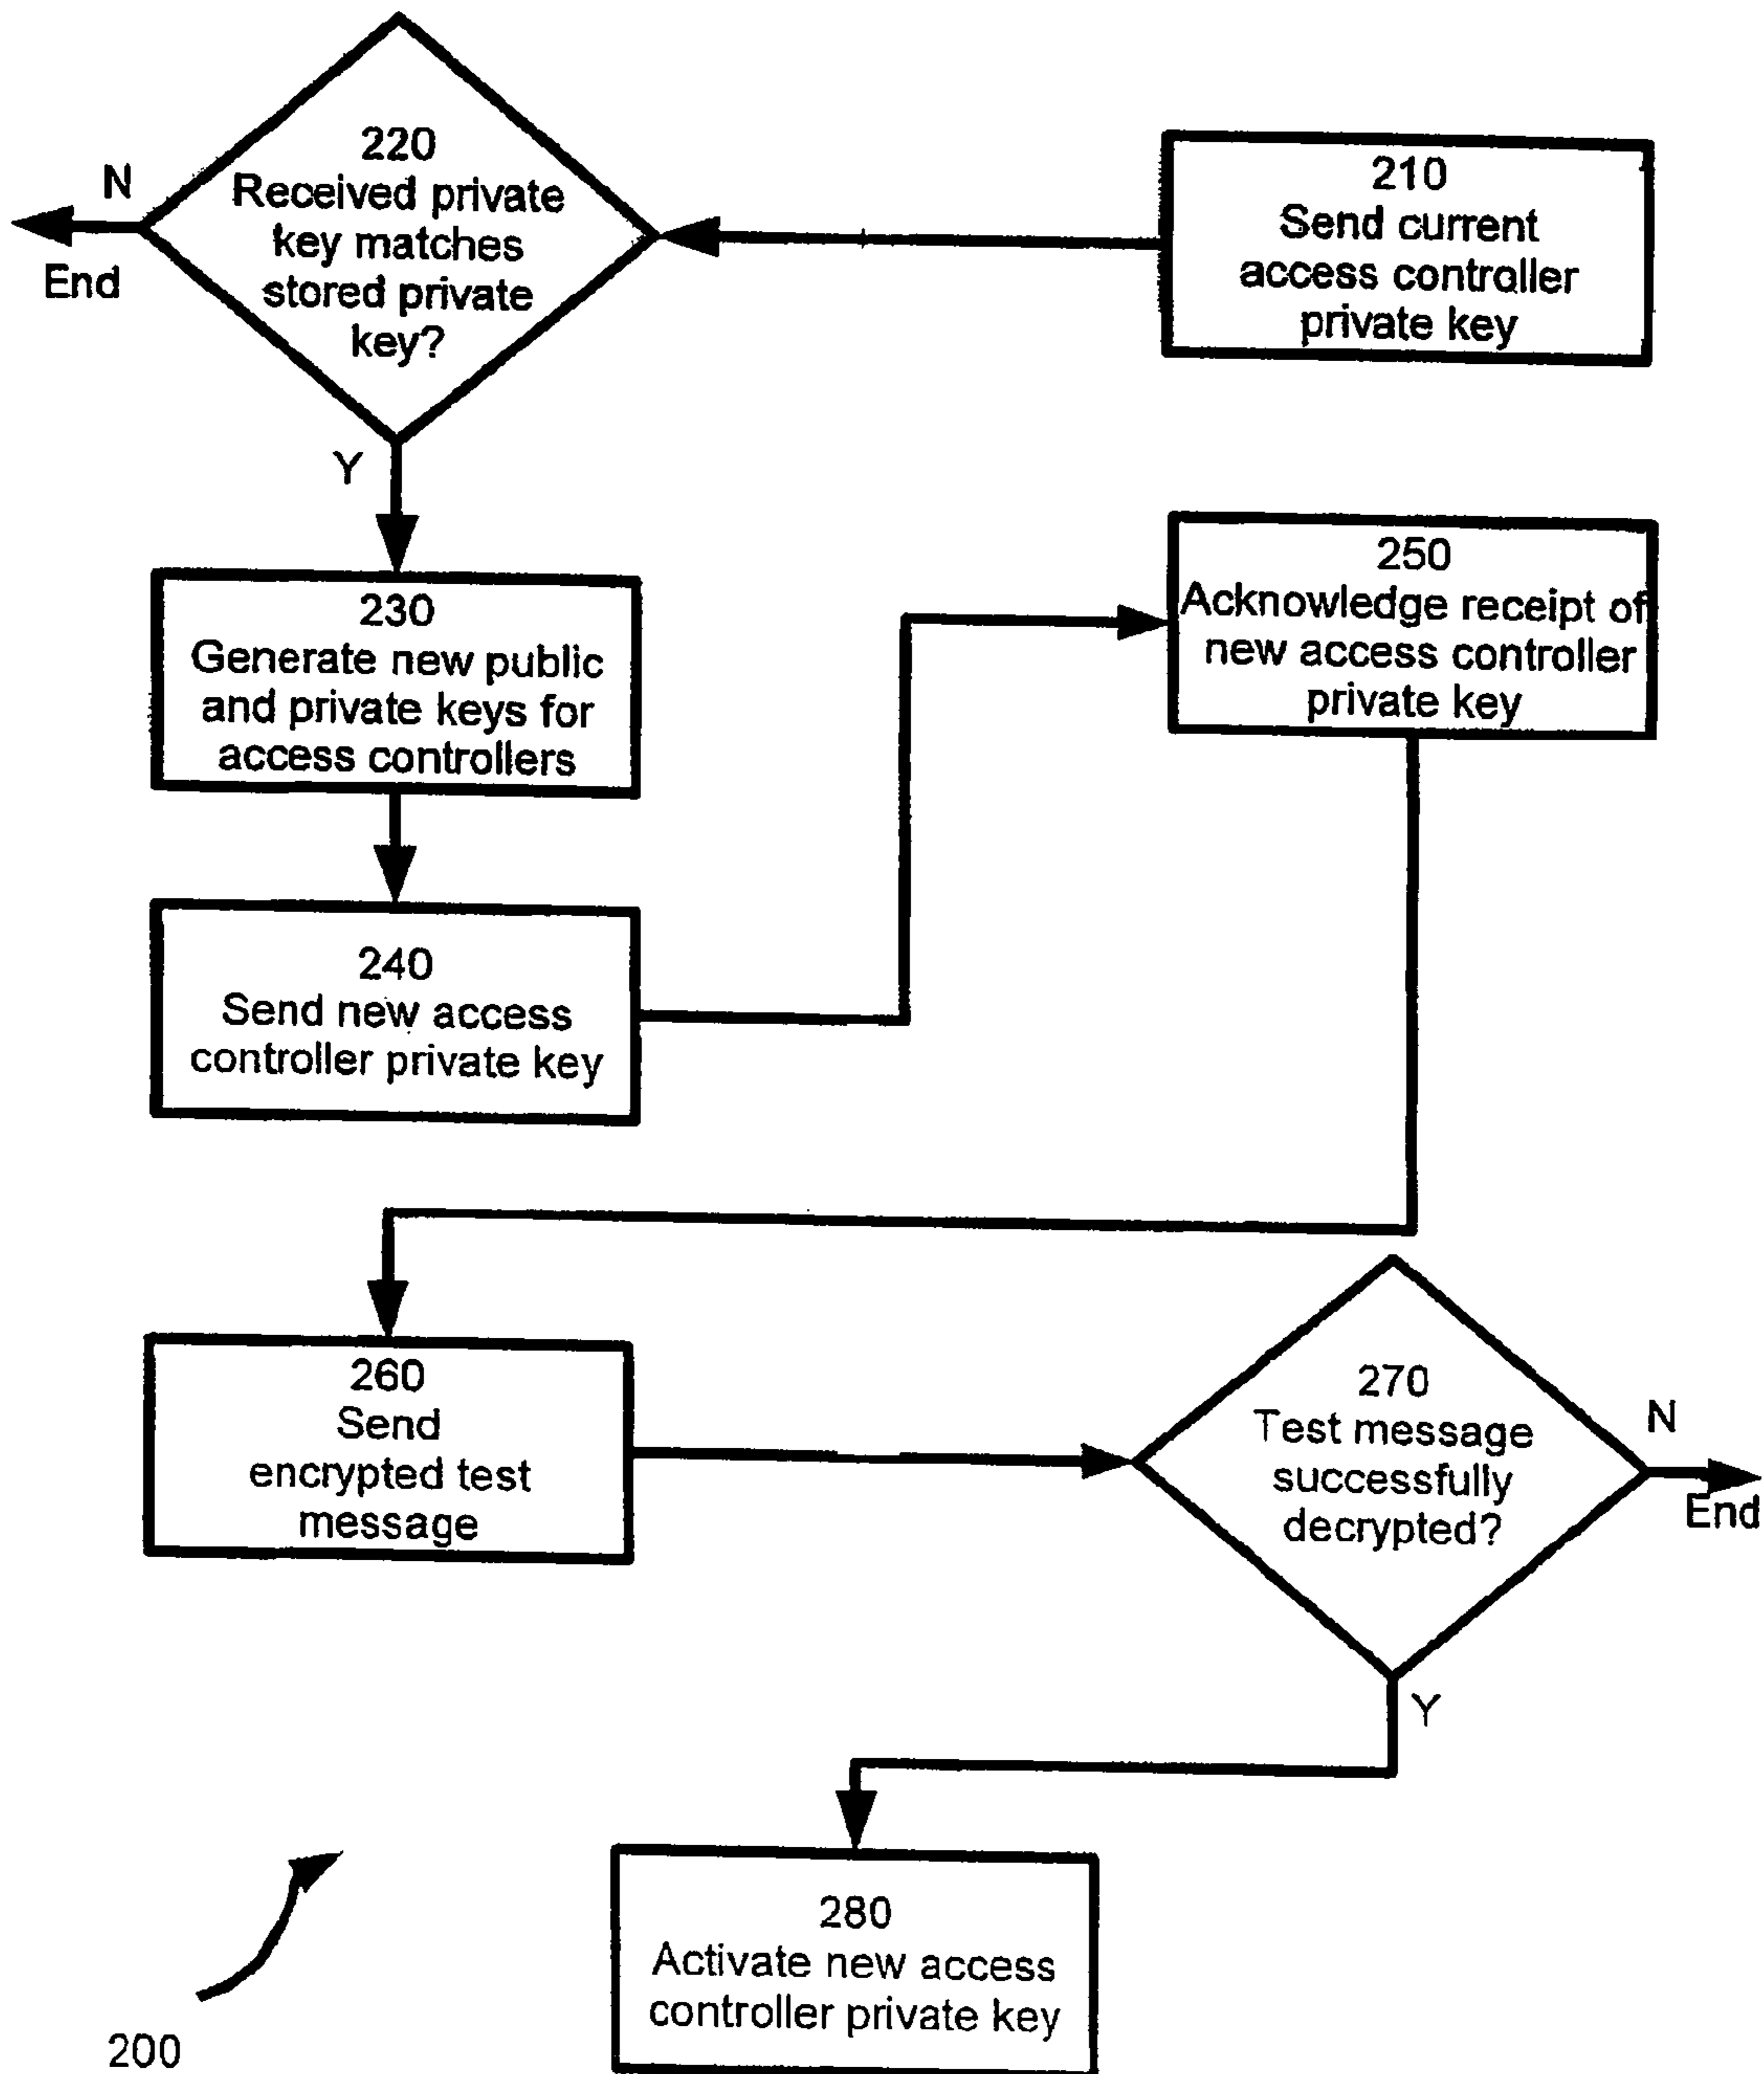 220
Received private
key matches
stored private
key?
N
End
Y
210
Send current
access controller
private key
230
Generate new public
and private keys for
access controllers
240
Send new access
controller private key
250
Acknowledge receipt of
new access controller
private key
260
Send
encrypted test
message
270
Test message
successfully
decrypted?
N
End
Y
280
Activate new access
controller private key
200